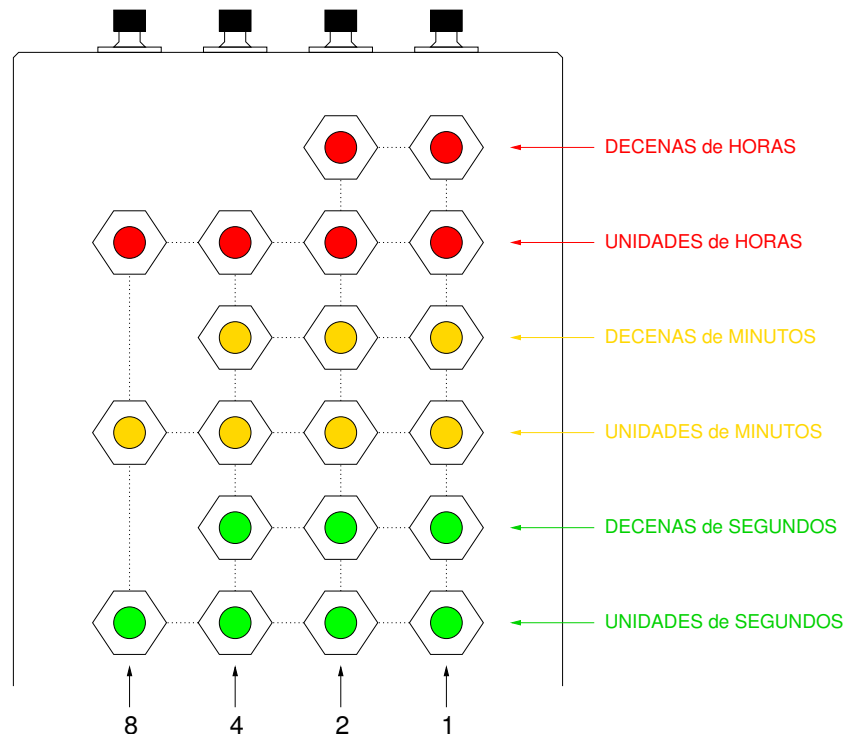 DECENAS de HORAS
UNIDADES de HORAS
DECENAS de MINUTOS
UNIDADES de MINUTOS
DECENAS de SEGUNDOS
UNIDADES de SEGUNDOS
8 4 2 1